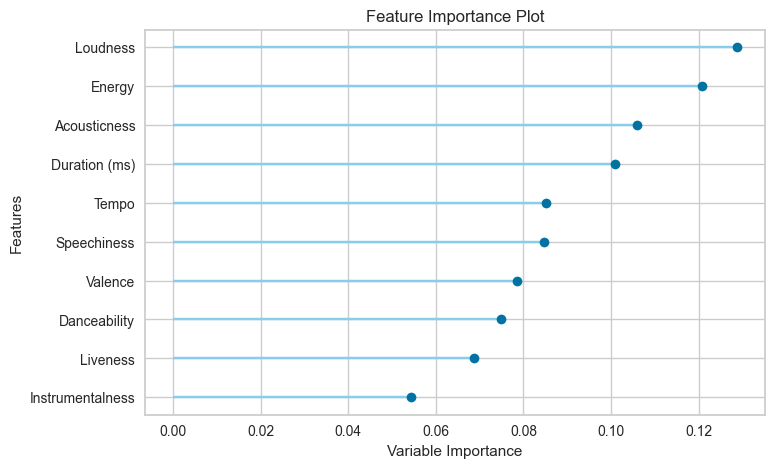 Feature Importance Plot
Loudness
Energy
Acousticness
Duration (ms)
Tempo
Speechiness
Valence
Danceability
Liveness
Instrumentalness
Features
0.00 0.02 0.04 0.06 0.08 0.10 0.12
Variable Importance